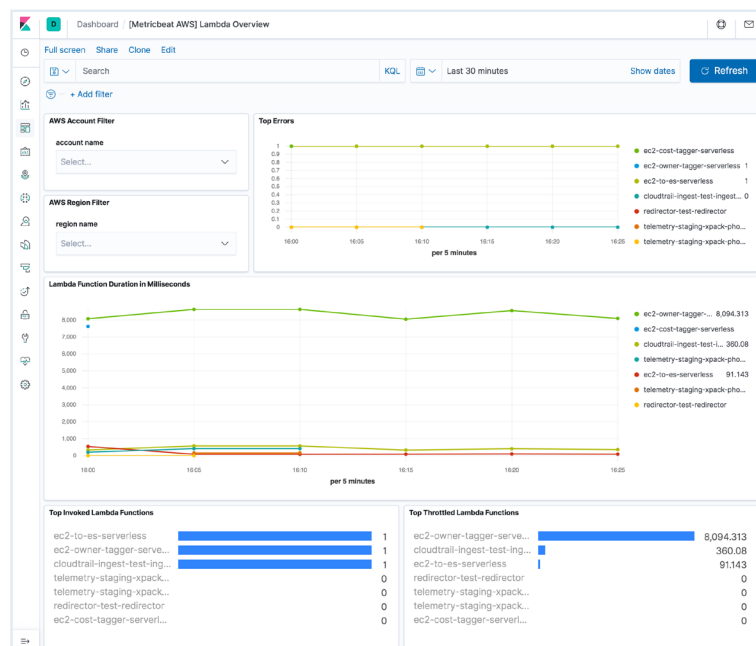 D Dashboard / [Metricbeat AWS] Lambda Overview
Full screen Share Clone Edit
Search KQL Last 30 minutes Show dates Refresh
+ Add filter
AWS Account Filter
account name
Select...
AWS Region Filter
region name
Select...
Top Errors
1
0.9
0.8
0.7
0.6
0.5
0.4
0.3
0.2
0.1
0
16:00 16:05 16:10 16:15 16:20 16:25
per 5 minutes
ec2-cost-tagger-serverless
ec2-owner-tagger-serverless 1
ec2-to-es-serverless 1
cloudtrail-ingest-test-ingest... 0
redirector-test-redirector
telemetry-staging-xpack-pho...
telemetry-staging-xpack-pho...
Lambda Function Duration in Milliseconds
8,000
7,000
6,000
5,000
4,000
3,000
2,000
1,000
0
16:00 16:05 16:10 16:15 16:20 16:25
per 5 minutes
ec2-owner-tagger-... 8,094.313
ec2-cost-tagger-serverless
cloudtrail-ingest-test-i... 360.08
telemetry-staging-xpack-pho...
ec2-to-es-serverless 91.143
telemetry-staging-xpack-pho...
redirector-test-redirector
Top Invoked Lambda Functions
ec2-to-es-serverless 1
ec2-owner-tagger-serve... 1
cloudtrail-ingest-test-ing... 1
telemetry-staging-xpack... 0
telemetry-staging-xpack... 0
redirector-test-redirector 0
ec2-cost-tagger-serverl... 0
Top Throttled Lambda Functions
ec2-owner-tagger-serve... 8,094.313
cloudtrail-ingest-test-ing... 360.08
ec2-to-es-serverless 91.143
redirector-test-redirector 0
telemetry-staging-xpack... 0
telemetry-staging-xpack... 0
ec2-cost-tagger-serverl... 0